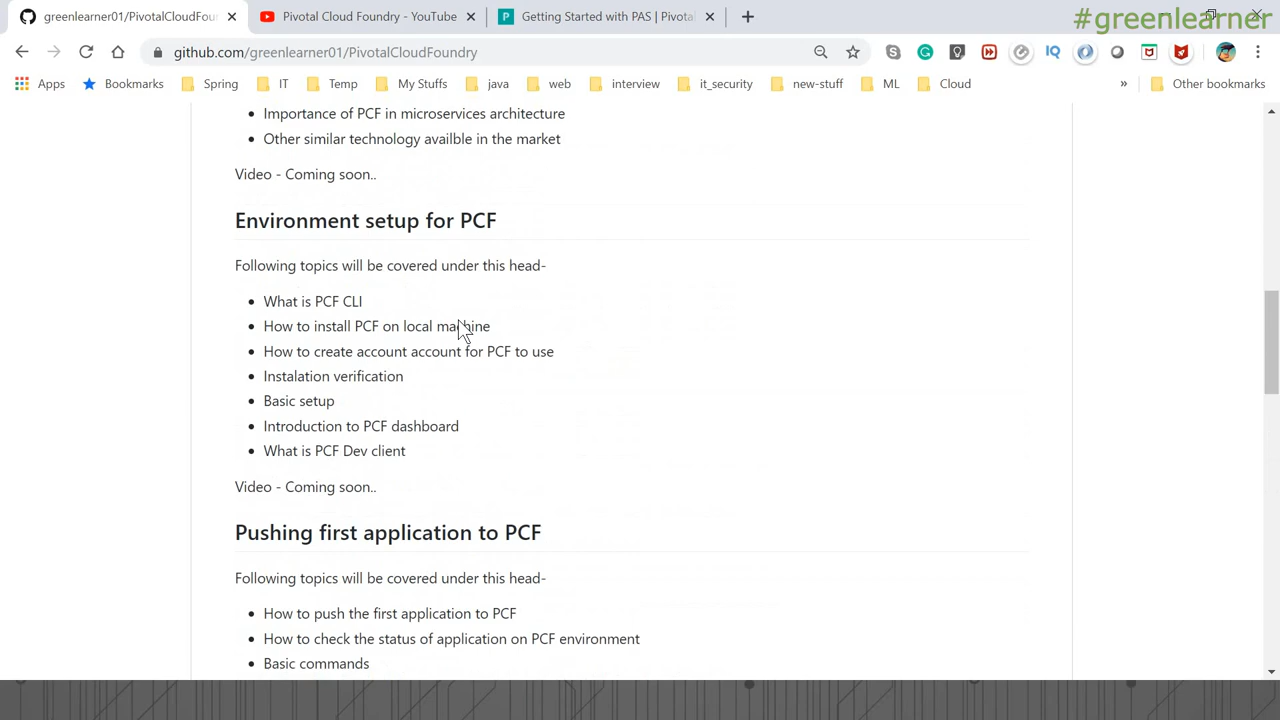 greenlearner01/PivotalCloudFou
Pivotal Cloud Foundry - YouTube
Getting Started with PAS | Pivota
#greenlearner
github.com/greenlearner01/PivotalCloudFoundry
Apps
Bookmarks
Spring
IT
Temp
My Stuffs
java
web
interview
it_security
new-stuff
ML
Cloud
»
Other bookmarks
• Importance of PCF in microservices architecture
• Other similar technology availble in the market
Video - Coming soon..
Environment setup for PCF
Following topics will be covered under this head-
• What is PCF CLI
• How to install PCF on local machine
• How to create account account for PCF to use
• Instalation verification
• Basic setup
• Introduction to PCF dashboard
• What is PCF Dev client
Video - Coming soon..
Pushing first application to PCF
Following topics will be covered under this head-
• How to push the first application to PCF
• How to check the status of application on PCF environment
• Basic commands